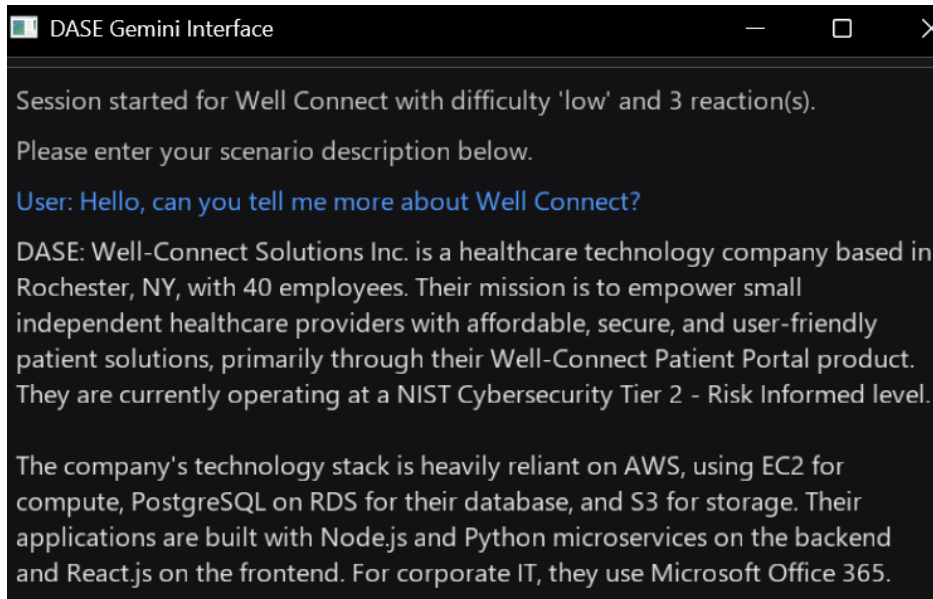 DASE Gemini Interface
Session started for Well Connect with difficulty 'low' and 3 reaction(s).
Please enter your scenario description below.
User: Hello, can you tell me more about Well Connect?
DASE: Well-Connect Solutions Inc. is a healthcare technology company based in
Rochester, NY, with 40 employees. Their mission is to empower small
independent healthcare providers with affordable, secure, and user-friendly
patient solutions, primarily through their Well-Connect Patient Portal product.
They are currently operating at a NIST Cybersecurity Tier 2 - Risk Informed level.
The company's technology stack is heavily reliant on AWS, using EC2 for
compute, PostgreSQL on RDS for their database, and S3 for storage. Their
applications are built with Node.js and Python microservices on the backend
and React.js on the frontend. For corporate IT, they use Microsoft Office 365.